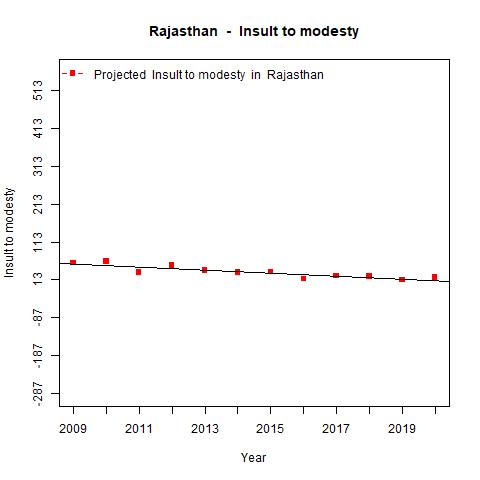 Rajasthan - Insult to modesty
Projected Insult to modesty in Rajasthan
513
413
313
213
113
13
-87
-187
-287
Insult to modesty
2009 2011 2013 2015 2017 2019
Year